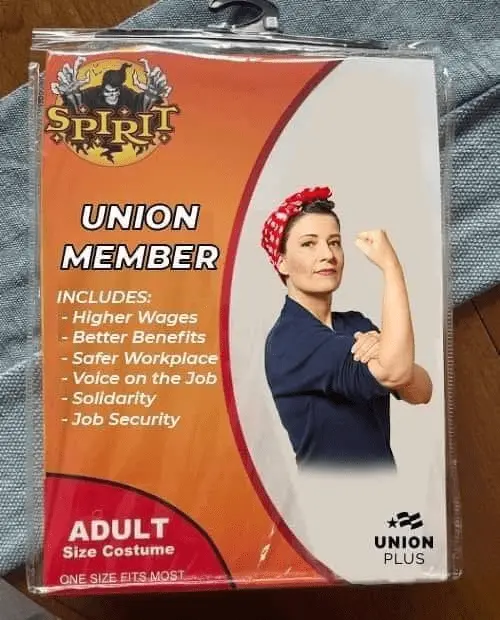 SPIRIT
UNION
MEMBER
INCLUDES:
- Higher Wages
- Better Benefits
- Safer Workplace
- Voice on the Job
- Solidarity
- Job Security
ADULT
Size Costume
ONE SIZE FITS MOST
UNION
PLUS